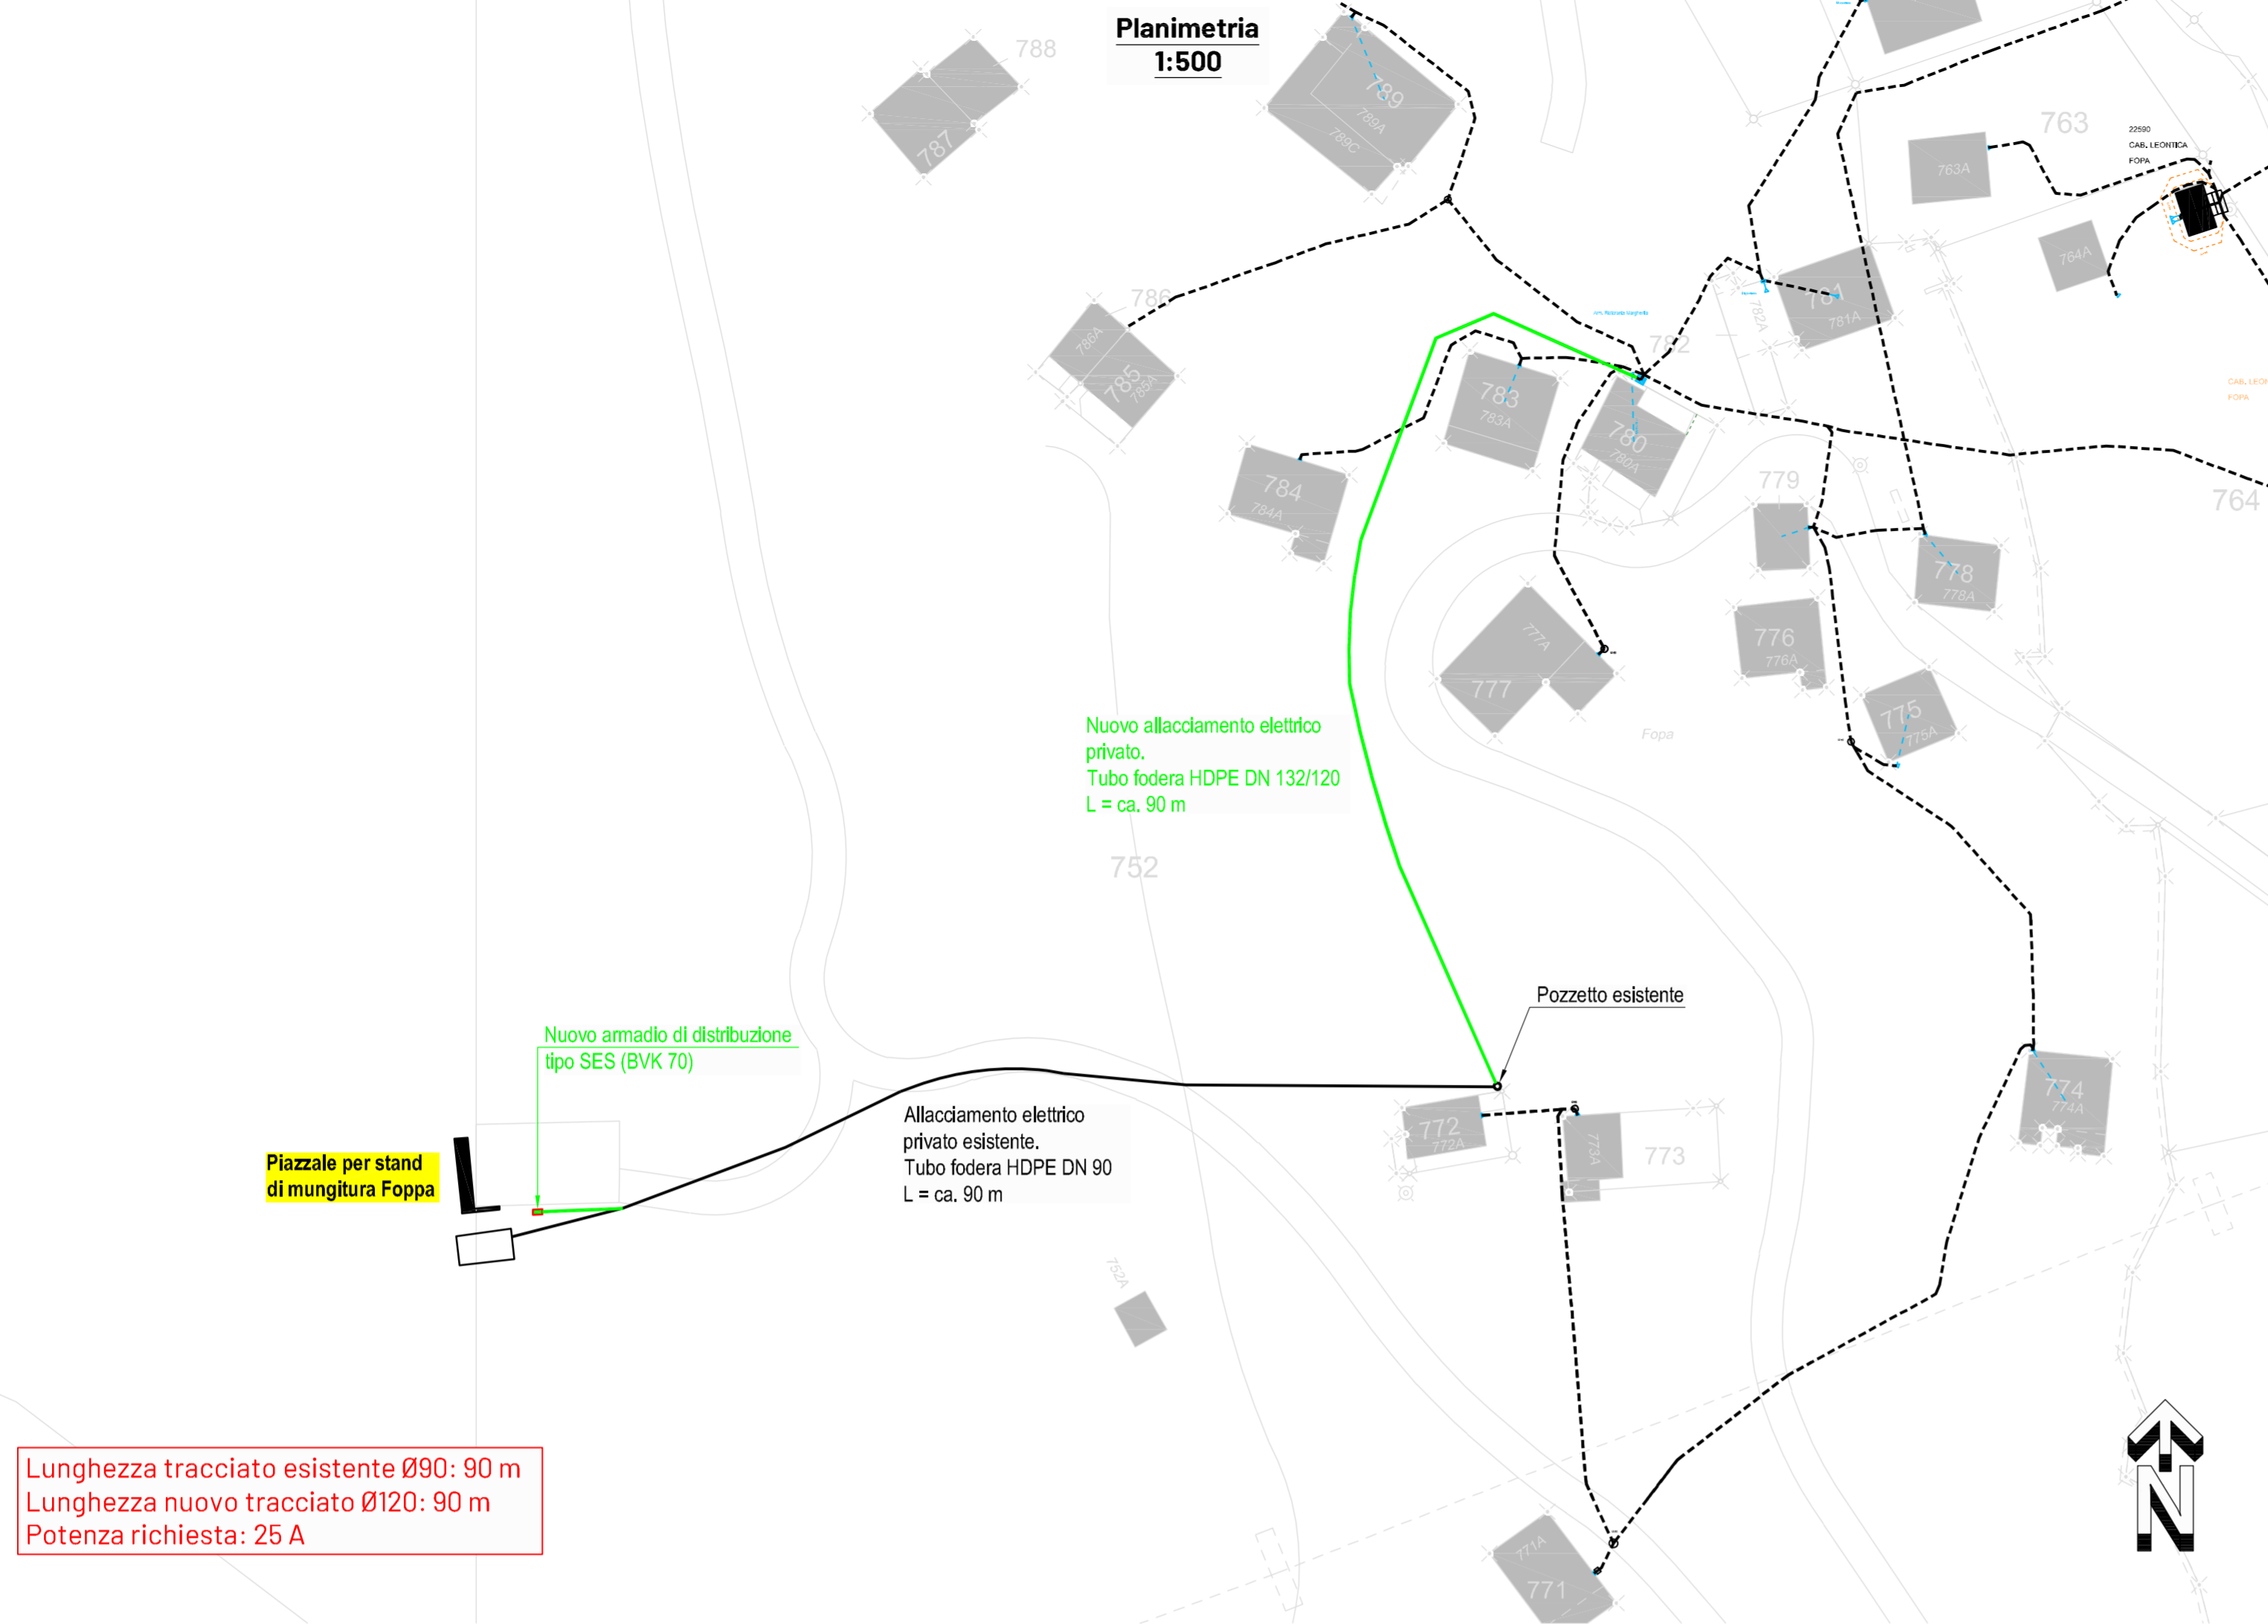 Planimetria
1:500
788
787
789
789A
789C
763
763A
22590
CAB. LEONTICA
FOPA
764A
786
786A
785
785A
781
781A
782A
782
783
783A
780
780A
784
784A
CAB. LEON
FOPA
779
764
778
778A
776
776A
777A
777
775
775A
Fopa
Nuovo allacciamento elettrico
privato.
Tubo fodera HDPE DN 132/120
L = ca. 90 m
752
Pozzetto esistente
Nuovo armadio di distribuzione
tipo SES (BVK 70)
774
774A
Allacciamento elettrico
privato esistente.
Tubo fodera HDPE DN 90
L = ca. 90 m
772
772A
773A
773
Piazzale per stand
di mungitura Foppa
752A
Lunghezza tracciato esistente Ø90: 90 m
Lunghezza nuovo tracciato Ø120: 90 m
Potenza richiesta: 25 A
771A
771
N